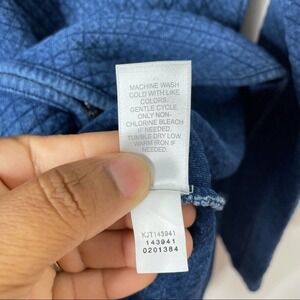 MACHINE WASH
COLD WITH LIKE
COLORS.
GENTLE CYCLE
ONLY NON-
CHLORINE BLEACH
IF NEEDED.
TUMBLE DRY LOW
WARM IRON IF
NEEDED
KJT143941
143941
0201384